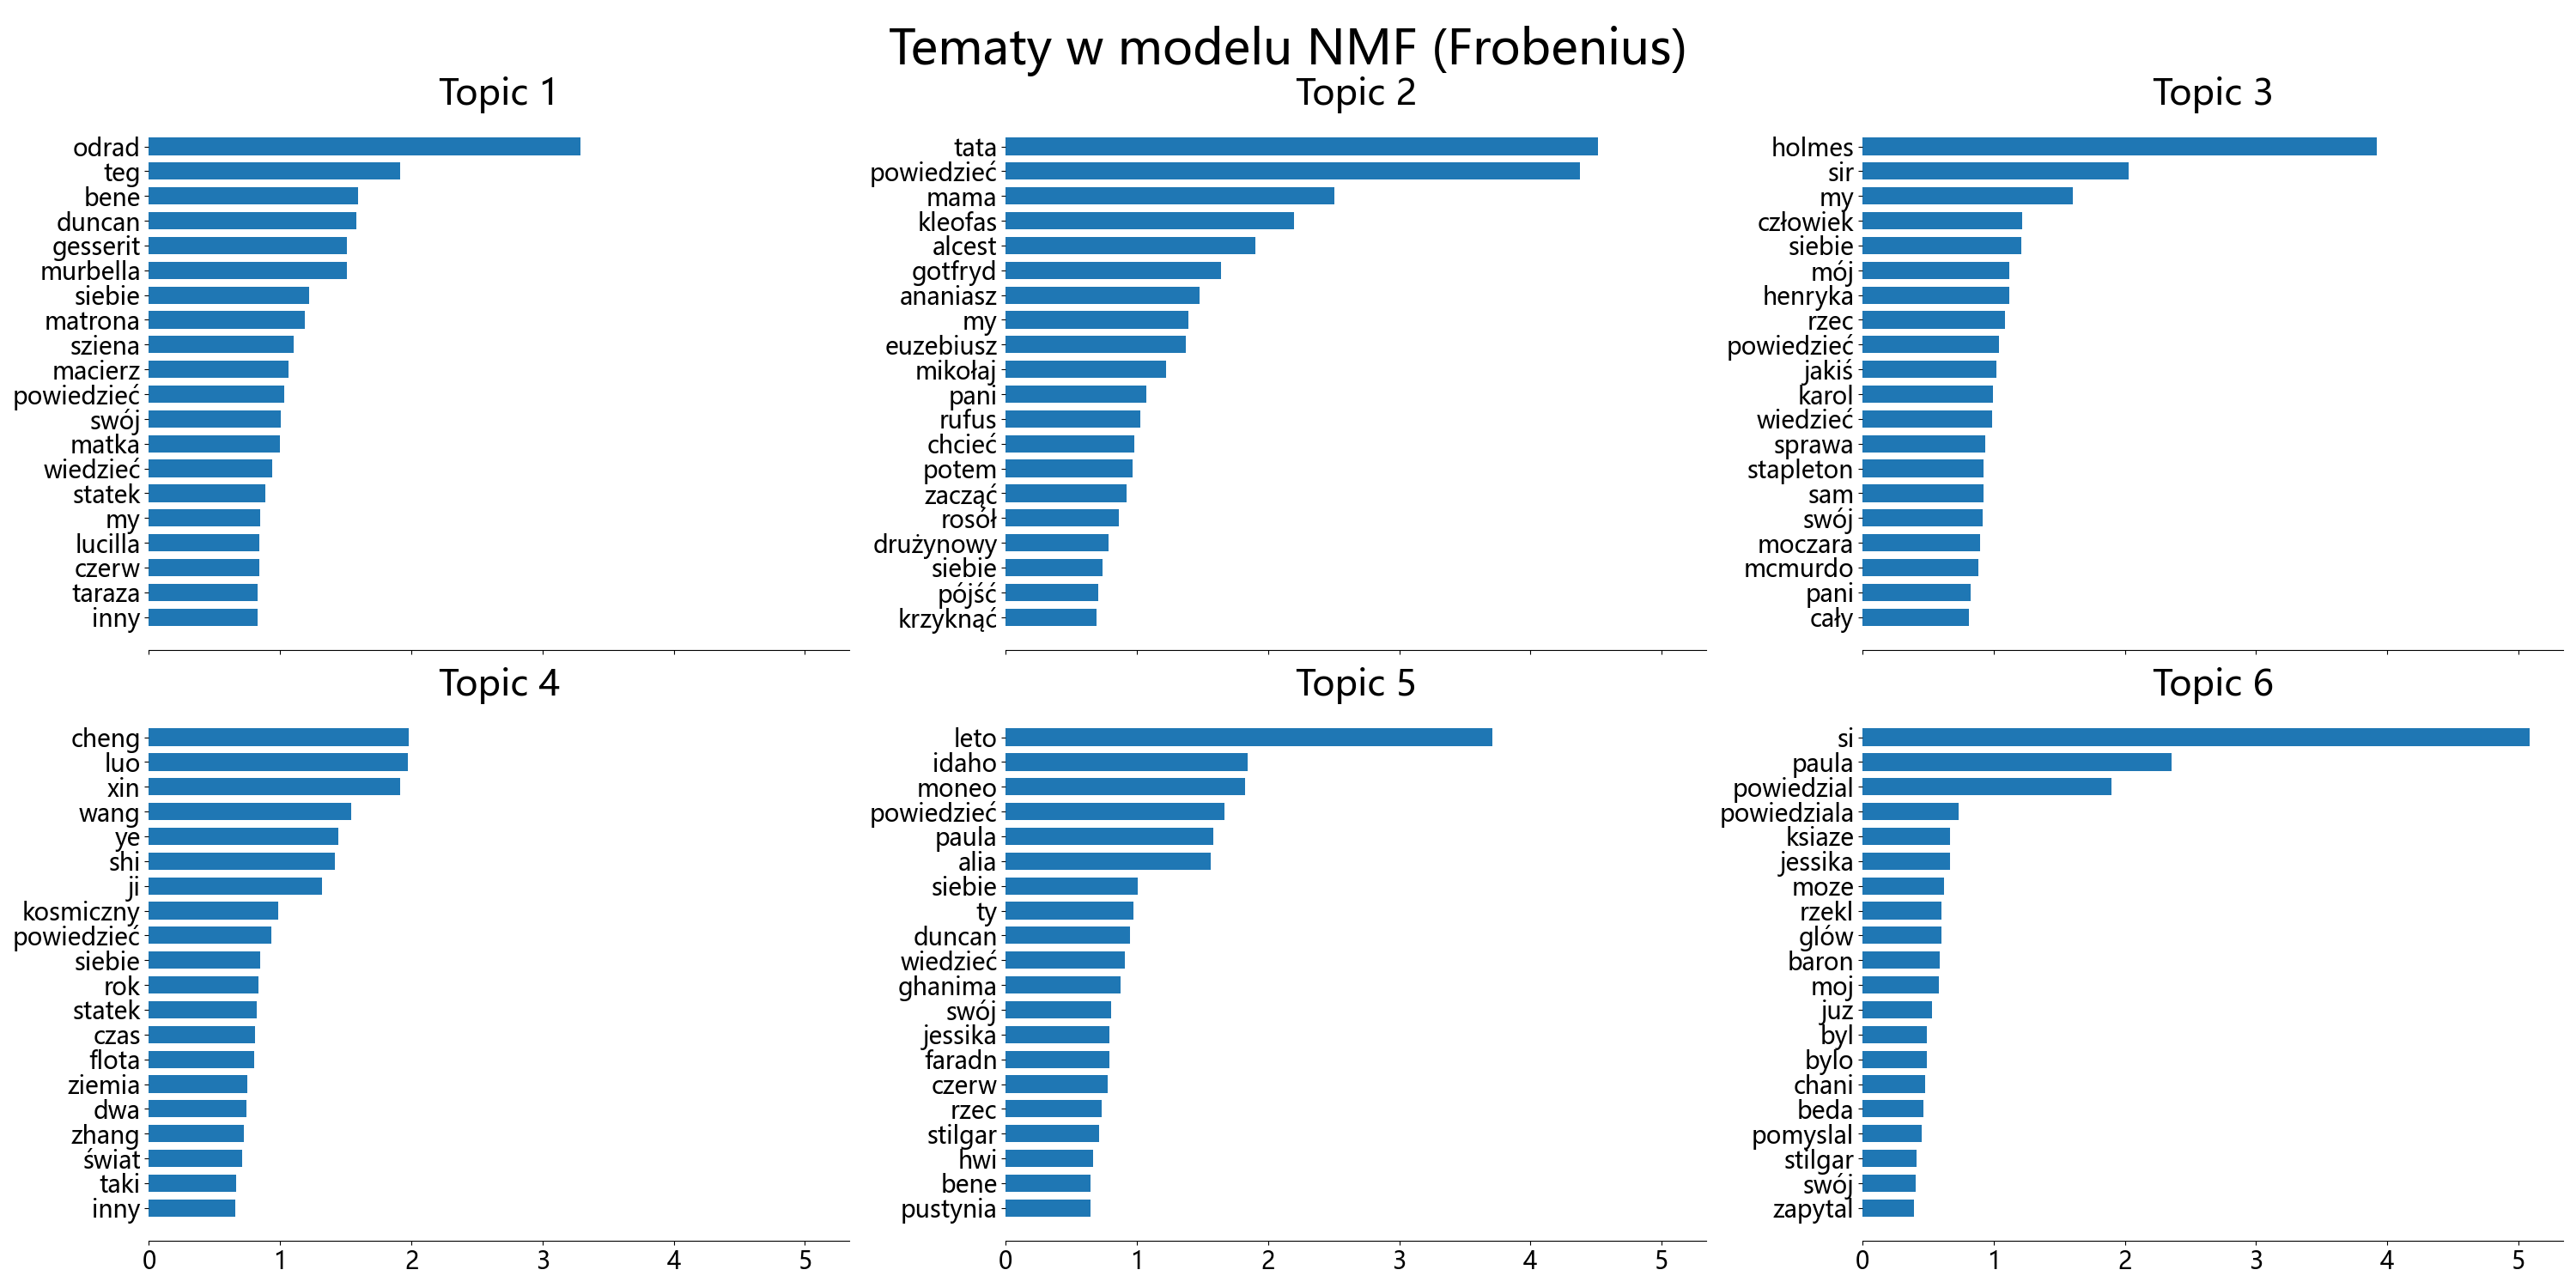 Tematy w modelu NMF (Frobenius)
Topic 1
odrad
teg
bene
duncan
gesserit
murbella
siebie
matrona
sziena
macierz
powiedzieć
swój
matka
wiedzieć
statek
my
lucilla
czerw
taraza
inny
Topic 2
tata
powiedzieć
mama
kleofas
alcest
gotfryd
ananiasz
my
euzebiusz
mikołaj
pani
rufus
chcieć
potem
zacząć
rosół
drużynowy
siebie
pójść
krzyknąć
Topic 3
holmes
sir
my
człowiek
siebie
mój
henryka
rzec
powiedzieć
jakiś
karol
wiedzieć
sprawa
stapleton
sam
swój
moczara
mcmurdo
pani
cały
Topic 4
cheng
luo
xin
wang
ye
shi
ji
kosmiczny
powiedzieć
siebie
rok
statek
czas
flota
ziemia
dwa
zhang
świat
taki
inny
0 1 2 3 4 5
Topic 5
leto
idaho
moneo
powiedzieć
paula
alia
siebie
ty
duncan
wiedzieć
ghanima
swój
jessika
faradn
czerw
rzec
stilgar
hwi
bene
pustynia
0 1 2 3 4 5
Topic 6
si
paula
powiedzial
powiedziala
ksiaze
jessika
moze
rzekl
glów
baron
moj
juz
byl
bylo
chani
beda
pomyslal
stilgar
swój
zapytal
0 1 2 3 4 5